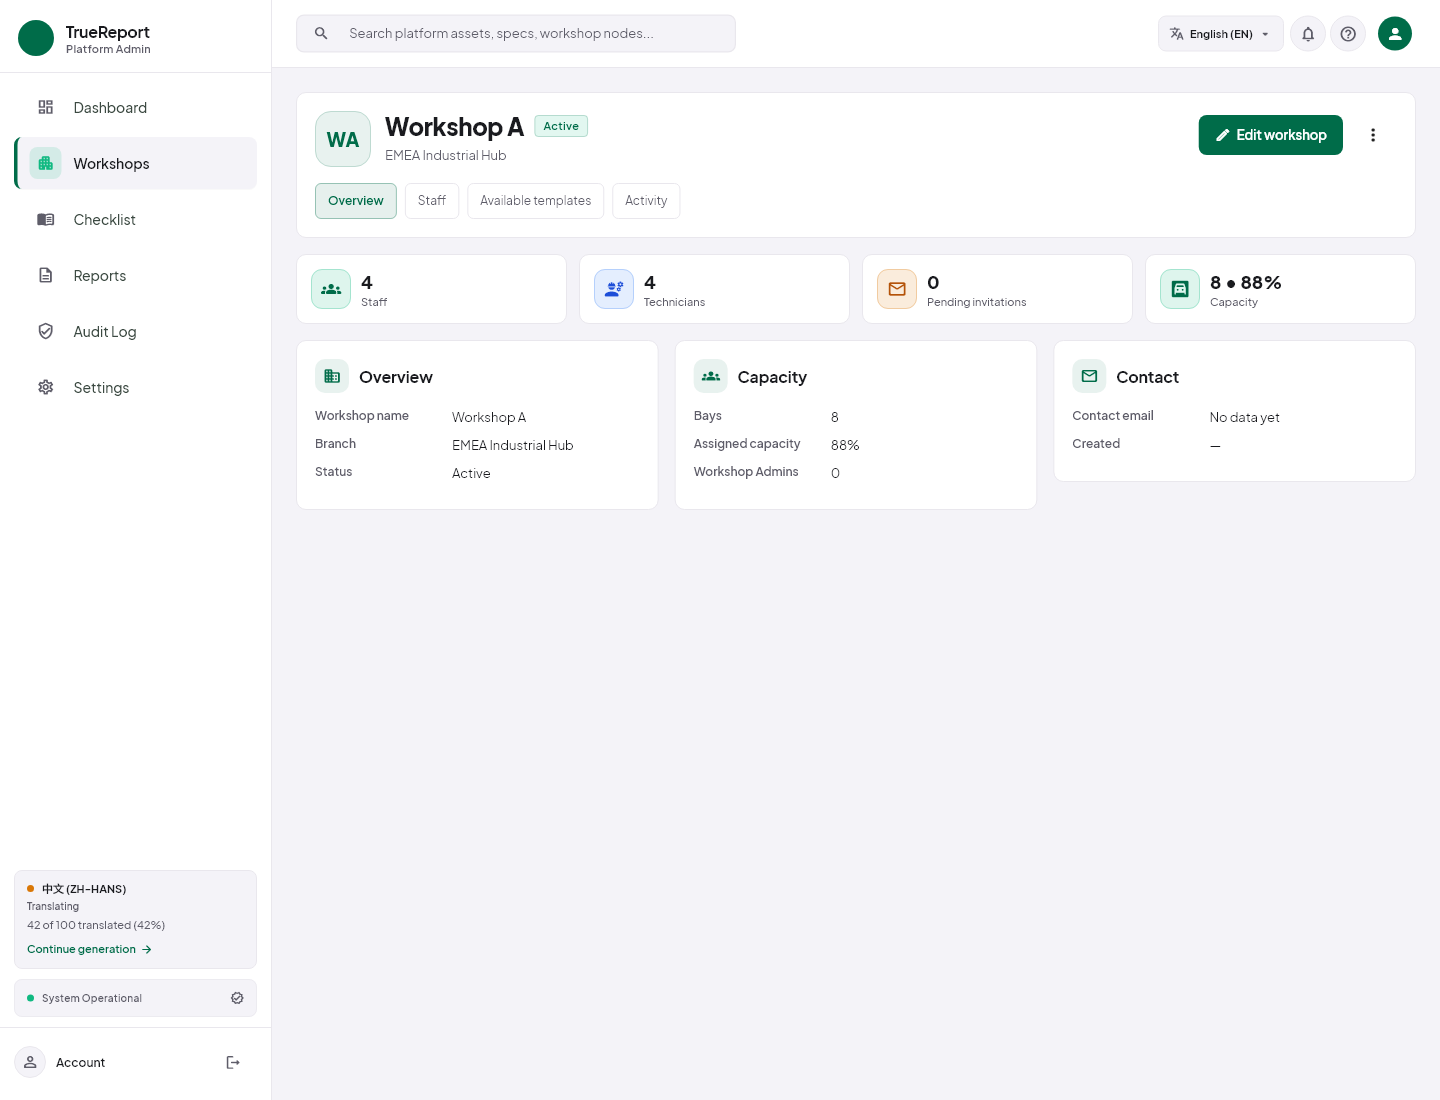 TrueReport
Platform Admin
Dashboard
Workshops
Checklist
Reports
Audit Log
Settings
中文 (ZH-HANS)
Translating
42 of 100 translated (42%)
Continue generation →
System Operational
Account
Search platform assets, specs, workshop nodes...
English (EN)
WA
Workshop A
Active
EMEA Industrial Hub
Edit workshop
Overview
Staff
Available templates
Activity
4
Staff
4
Technicians
0
Pending invitations
8 • 88%
Capacity
Overview
Workshop name Workshop A
Branch EMEA Industrial Hub
Status Active
Capacity
Bays 8
Assigned capacity 88%
Workshop Admins 0
Contact
Contact email No data yet
Created —